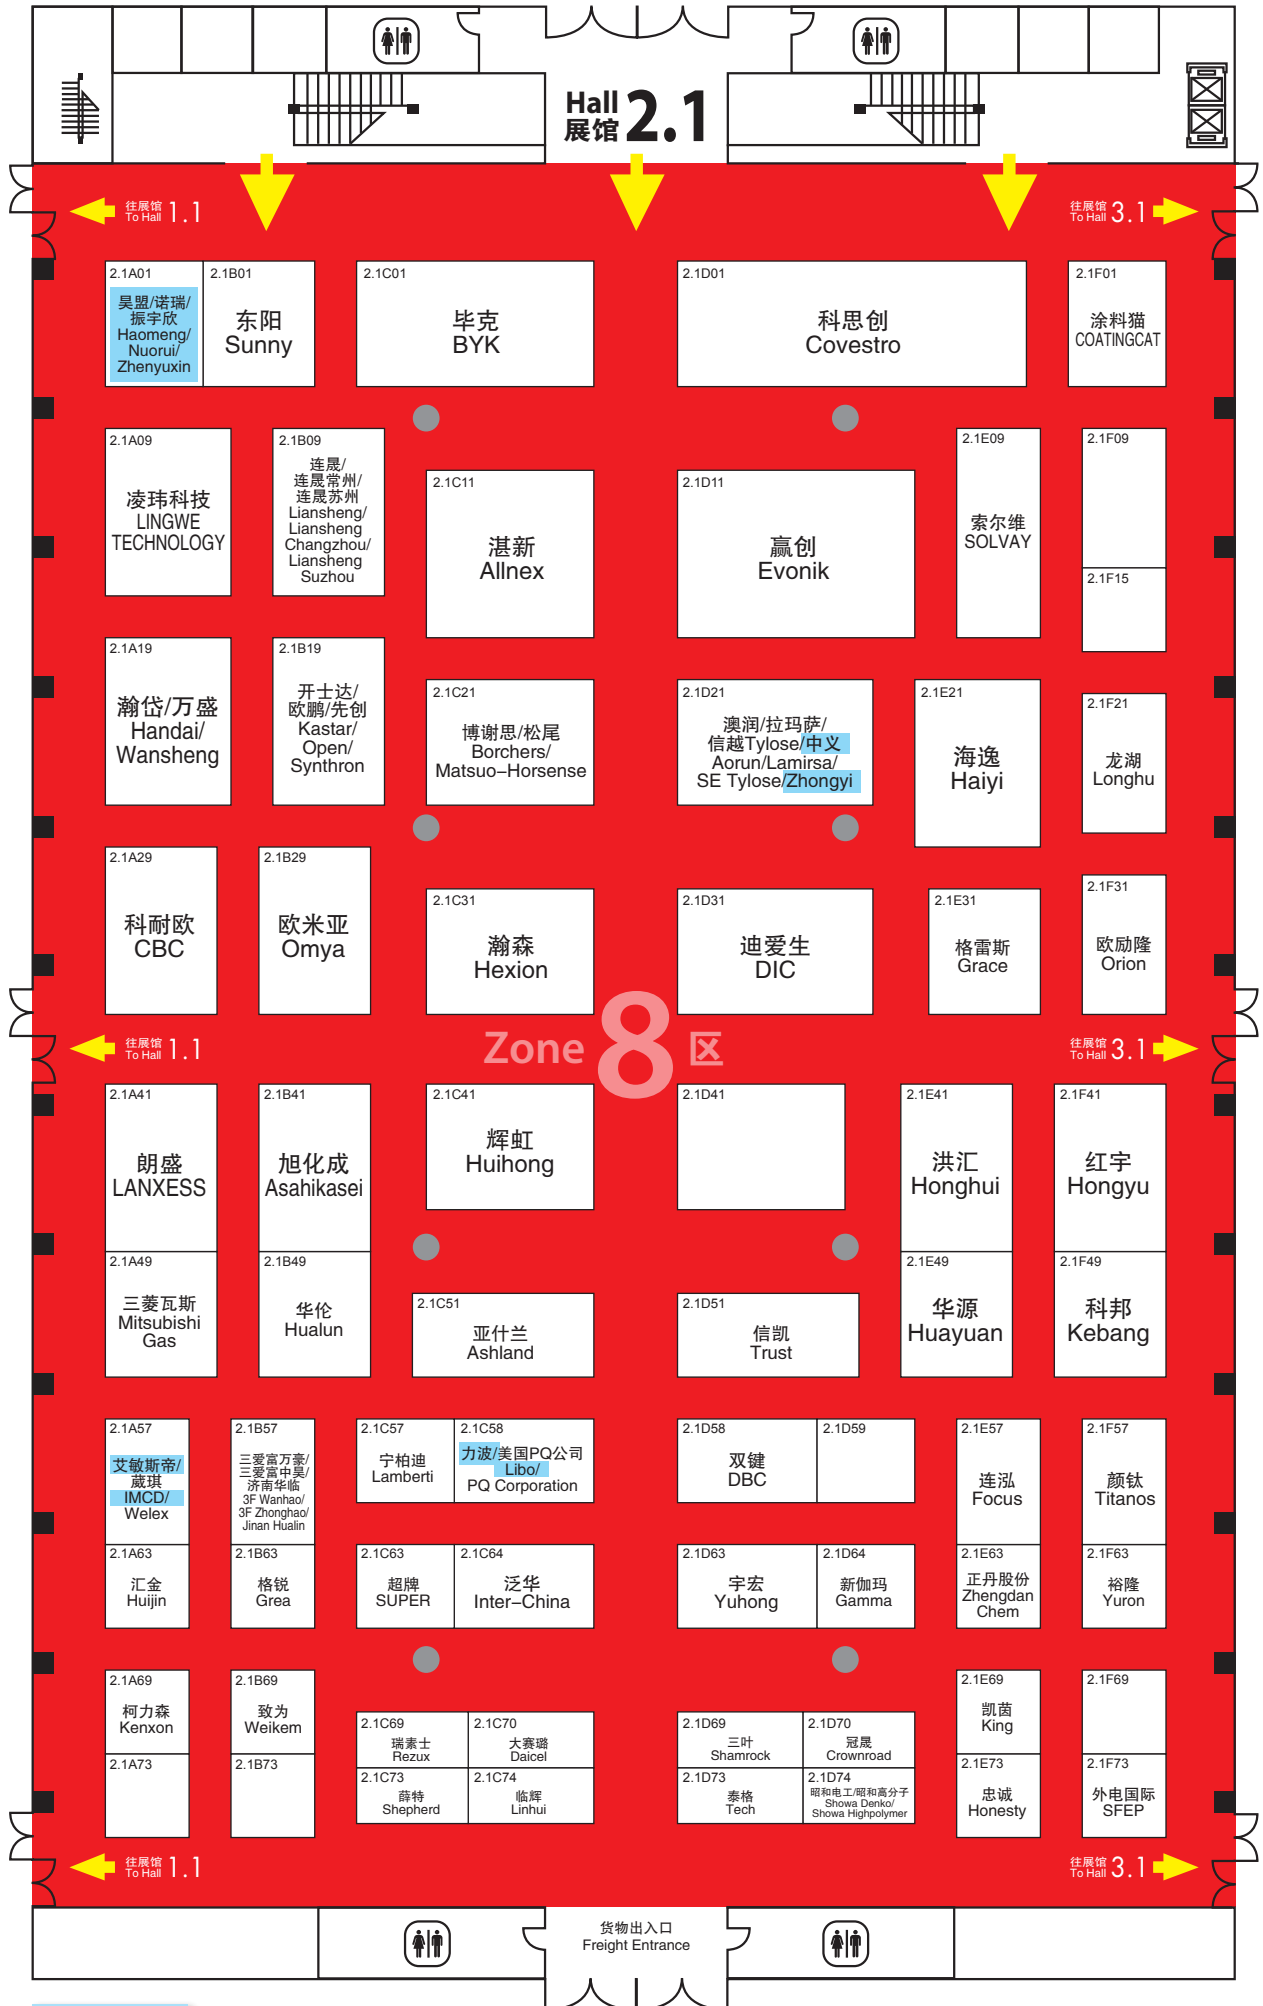 Hall
展馆 2.1
往展馆
To Hall 1.1
往展馆
To Hall 3.1
2.1A01
昊盟/诺瑞/
振宇欣
Haomeng/
Nuorui/
Zhenyuxin
2.1B01
东阳
Sunny
2.1C01
毕克
BYK
2.1D01
科思创
Covestro
2.1F01
涂料猫
COATINGCAT
2.1A09
凌玮科技
LINGWE
TECHNOLOGY
2.1B09
连晟/
连晟常州/
连晟苏州
Liansheng/
Liansheng
Changzhou/
Liansheng
Suzhou
2.1C11
湛新
Allnex
2.1D11
赢创
Evonik
2.1E09
索尔维
SOLVAY
2.1F09
2.1F15
2.1A19
瀚岱/万盛
Handai/
Wansheng
2.1B19
开士达/
欧鹏/先创
Kastar/
Open/
Synthron
2.1C21
博谢思/松尾
Borchers/
Matsuo-Horsense
2.1D21
澳润/拉玛萨/
信越Tylose/中义
Aorun/Lamirsa/
SE Tylose/Zhongyi
2.1E21
海逸
Haiyi
2.1F21
龙湖
Longhu
2.1A29
科耐欧
CBC
2.1B29
欧米亚
Omya
2.1C31
瀚森
Hexion
2.1D31
迪爱生
DIC
2.1E31
格雷斯
Grace
2.1F31
欧励隆
Orion
往展馆
To Hall 1.1
Zone 8 区
往展馆
To Hall 3.1
2.1A41
朗盛
LANXESS
2.1B41
旭化成
Asahikasei
2.1C41
辉虹
Huihong
2.1D41
2.1E41
洪汇
Honghui
2.1F41
红宇
Hongyu
2.1A49
三菱瓦斯
Mitsubishi
Gas
2.1B49
华伦
Hualun
2.1C51
亚什兰
Ashland
2.1D51
信凯
Trust
2.1E49
华源
Huayuan
2.1F49
科邦
Kebang
2.1A57
艾敏斯帝/
葳琪
IMCD/
Welex
2.1B57
三爱富万豪/
三爱富中昊/
济南华临
3F Wanhao/
3F Zhonghao/
Jinan Hualin
2.1C57
宁柏迪
Lamberti
2.1C58
力波/美国PQ公司
Libo/
PQ Corporation
2.1D58
双键
DBC
2.1D59
2.1E57
连泓
Focus
2.1F57
颜钛
Titanos
2.1A63
汇金
Huijin
2.1B63
格锐
Grea
2.1C63
超牌
SUPER
2.1C64
泛华
Inter-China
2.1D63
宇宏
Yuhong
2.1D64
新伽玛
Gamma
2.1E63
正丹股份
Zhengdan
Chem
2.1F63
裕隆
Yuron
2.1A69
柯力森
Kenxon
2.1B69
致为
Weikem
2.1C69
瑞素士
Rezux
2.1C70
大赛璐
Daicel
2.1D69
三叶
Shamrock
2.1D70
冠晟
Crownroad
2.1E69
凯茵
King
2.1F69
2.1A73
2.1B73
2.1C73
薛特
Shepherd
2.1C74
临辉
Linhui
2.1D73
泰格
Tech
2.1D74
昭和电工/昭和高分子
Showa Denko/
Showa Highpolymer
2.1E73
忠诚
Honesty
2.1F73
外电国际
SFEP
往展馆
To Hall 1.1
往展馆
To Hall 3.1
货物出入口
Freight Entrance